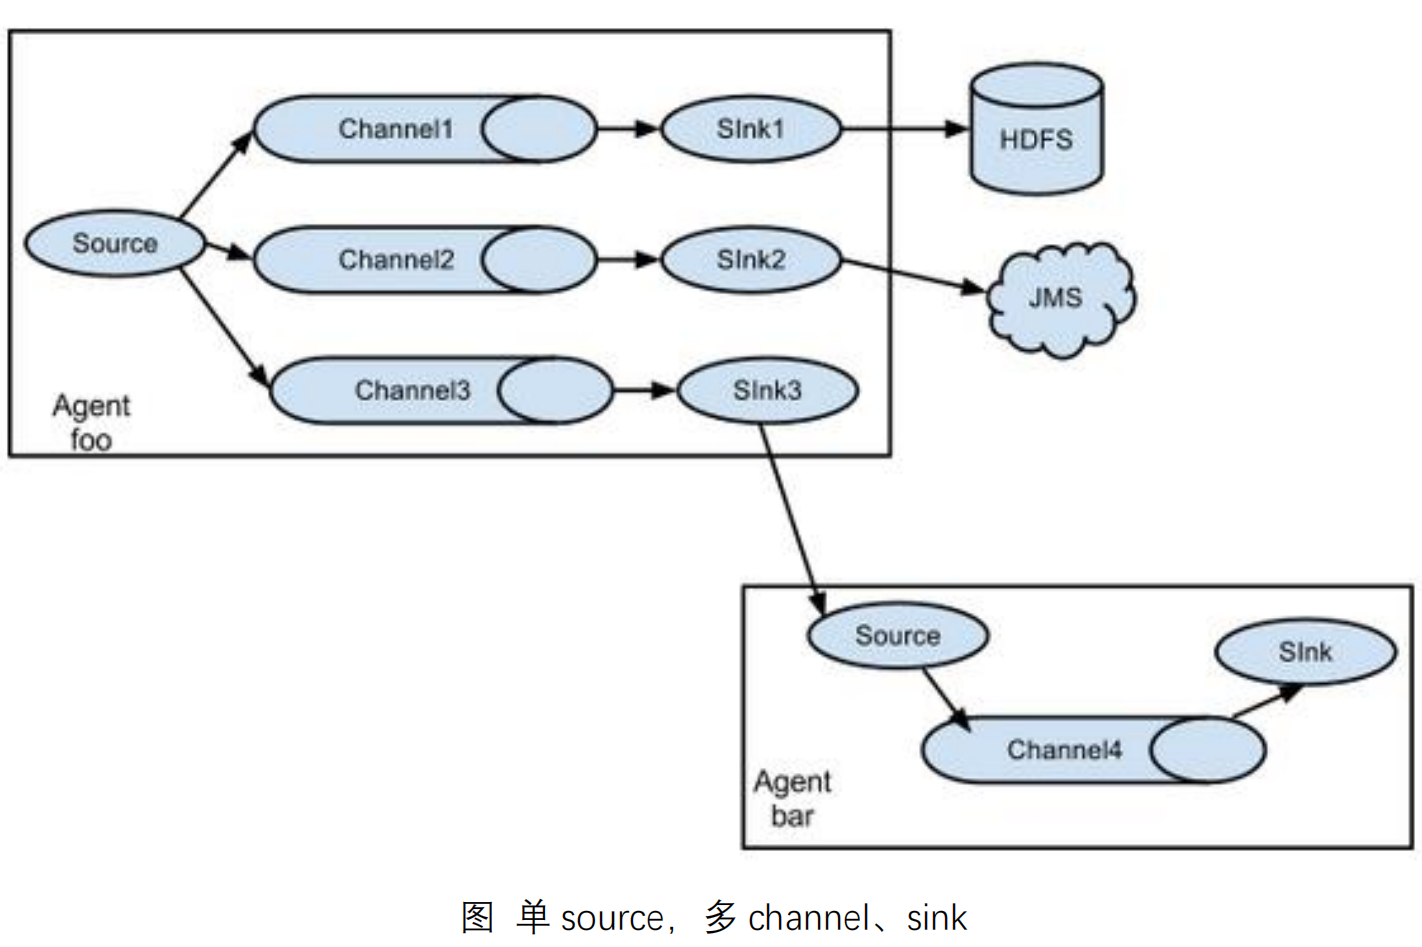 Channel1
SInk1
HDFS
Source
Channel2
SInk2
JMS
Channel3
SInk3
Agent
foo
Source
SInk
Channel4
Agent
bar
图 单 source，多 channel、sink